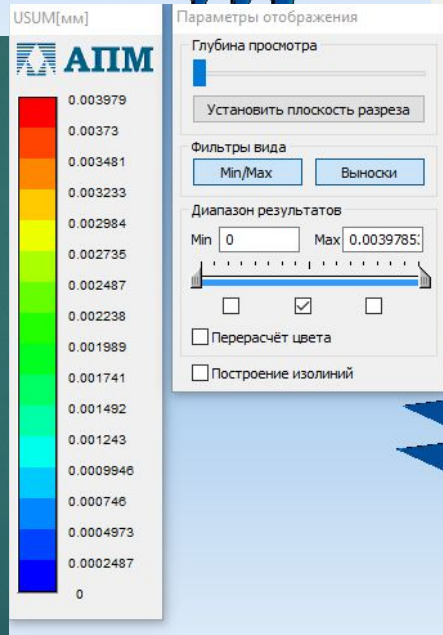 USUM[мм]
АПМ
0.003979
0.00373
0.003481
0.003233
0.002984
0.002735
0.002487
0.002238
0.001989
0.001741
0.001492
0.001243
0.0009946
0.000746
0.0004973
0.0002487
0
Параметры отображения
Глубина просмотра
Установить плоскость разреза
Фильтры вида
Min/Max Выноски
Диапазон результатов
Min 0 Max 0.00397853
Перерасчёт цвета
Построение изолиний